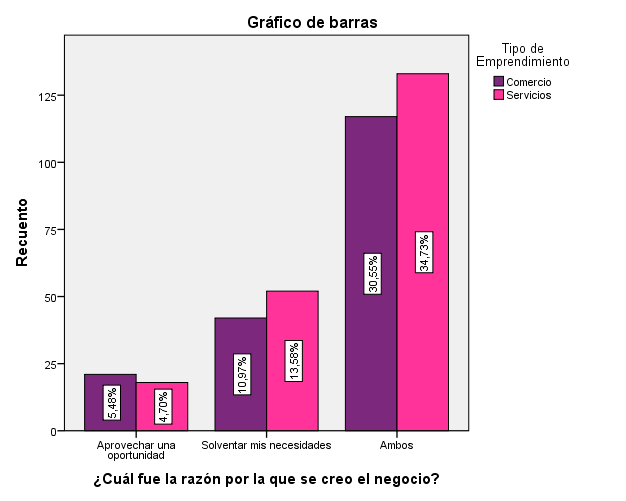 Gráfico de barras
Tipo de
Emprendimiento
Comercio
Servicios
Recuento
125
100
75
50
25
0
5,48%
4,70%
10,97%
13,58%
30,55%
34,73%
Aprovechar una
oportunidad
Solventar mis necesidades
Ambos
¿Cuál fue la razón por la que se creo el negocio?